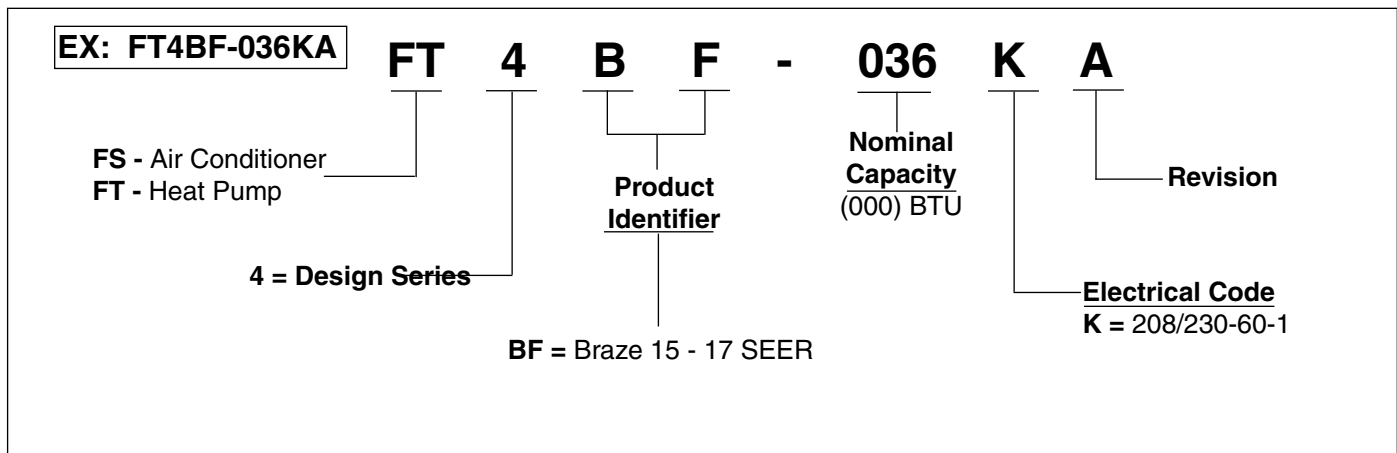 EX: FT4BF-036KA
FT 4 B F - 036 K A
FS - Air Conditioner
FT - Heat Pump
4 = Design Series
Product
Identifier
BF = Braze 15 - 17 SEER
Nominal
Capacity
(000) BTU
Revision
Electrical Code
K = 208/230-60-1